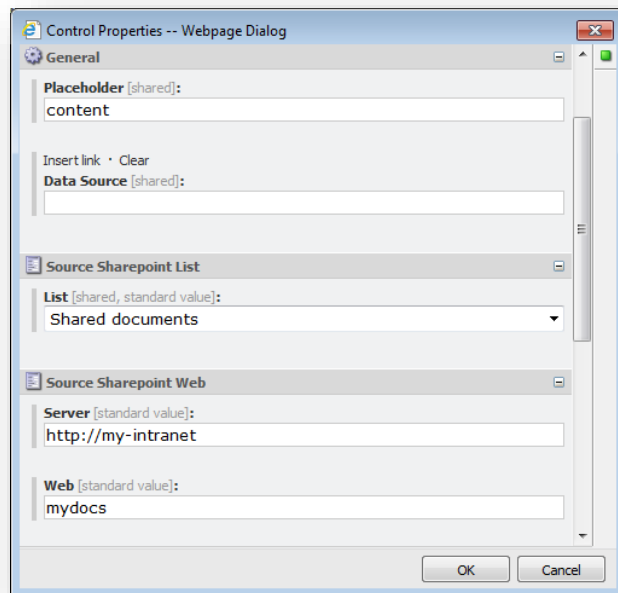 Control Properties -- Webpage Dialog
General
Placeholder [shared]:
content
Insert link · Clear
Data Source [shared]:
Source Sharepoint List
List [shared, standard value]:
Shared documents
Source Sharepoint Web
Server [standard value]:
http://my-intranet
Web [standard value]:
mydocs
OK Cancel